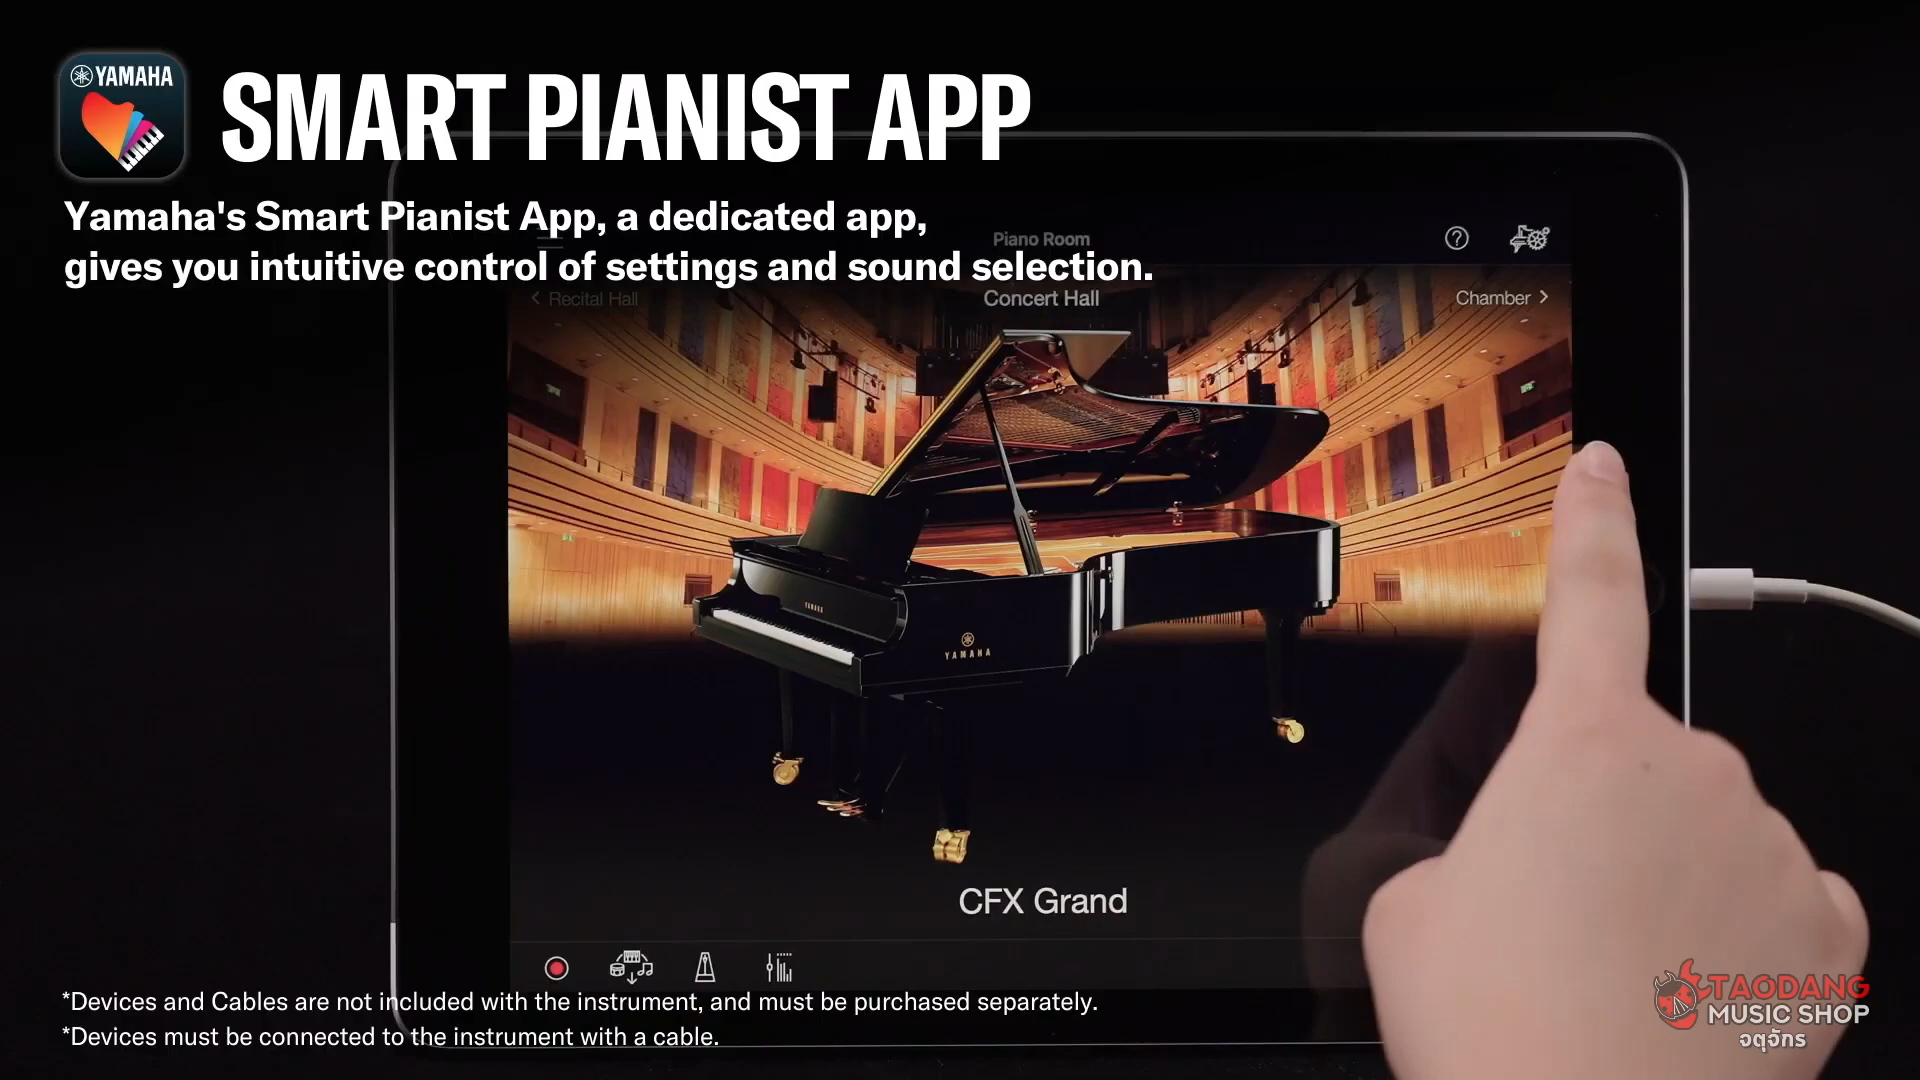 YAMAHA
SMART PIANIST APP
Yamaha's Smart Pianist App, a dedicated app,
gives you intuitive control of settings and sound selection.
Piano Room
Recital Hall
Concert Hall
Chamber
YAMAHA
YAMAHA
CFX Grand
*Devices and Cables are not included with the instrument, and must be purchased separately.
*Devices must be connected to the instrument with a cable.
TAODANG
MUSIC SHOP
จตุจักร